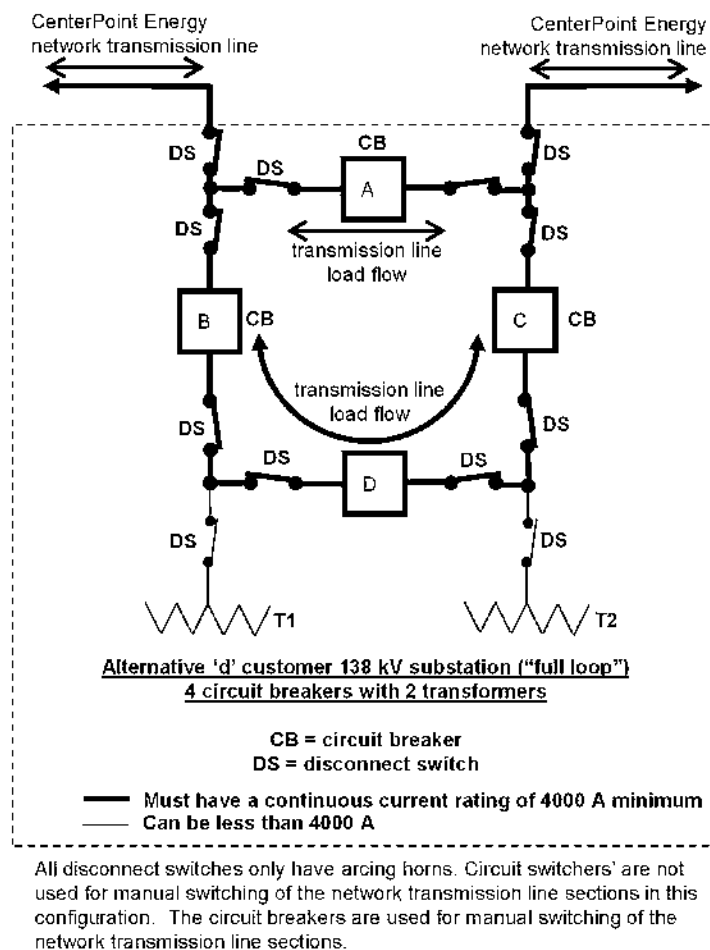 CenterPoint Energy
network transmission line
CenterPoint Energy
network transmission line
DS
DS
CB
A
DS
DS
transmission line
load flow
DS
B
CB
C
CB
transmission line
load flow
DS
DS
DS
D
DS
DS
DS
T1
T2
Alternative 'd' customer 138 kV substation ("full loop")
4 circuit breakers with 2 transformers
CB = circuit breaker
DS = disconnect switch
Must have a continuous current rating of 4000 A minimum
Can be less than 4000 A
All disconnect switches only have arcing horns. Circuit switchers' are not
used for manual switching of the network transmission line sections in this
configuration. The circuit breakers are used for manual switching of the
network transmission line sections.